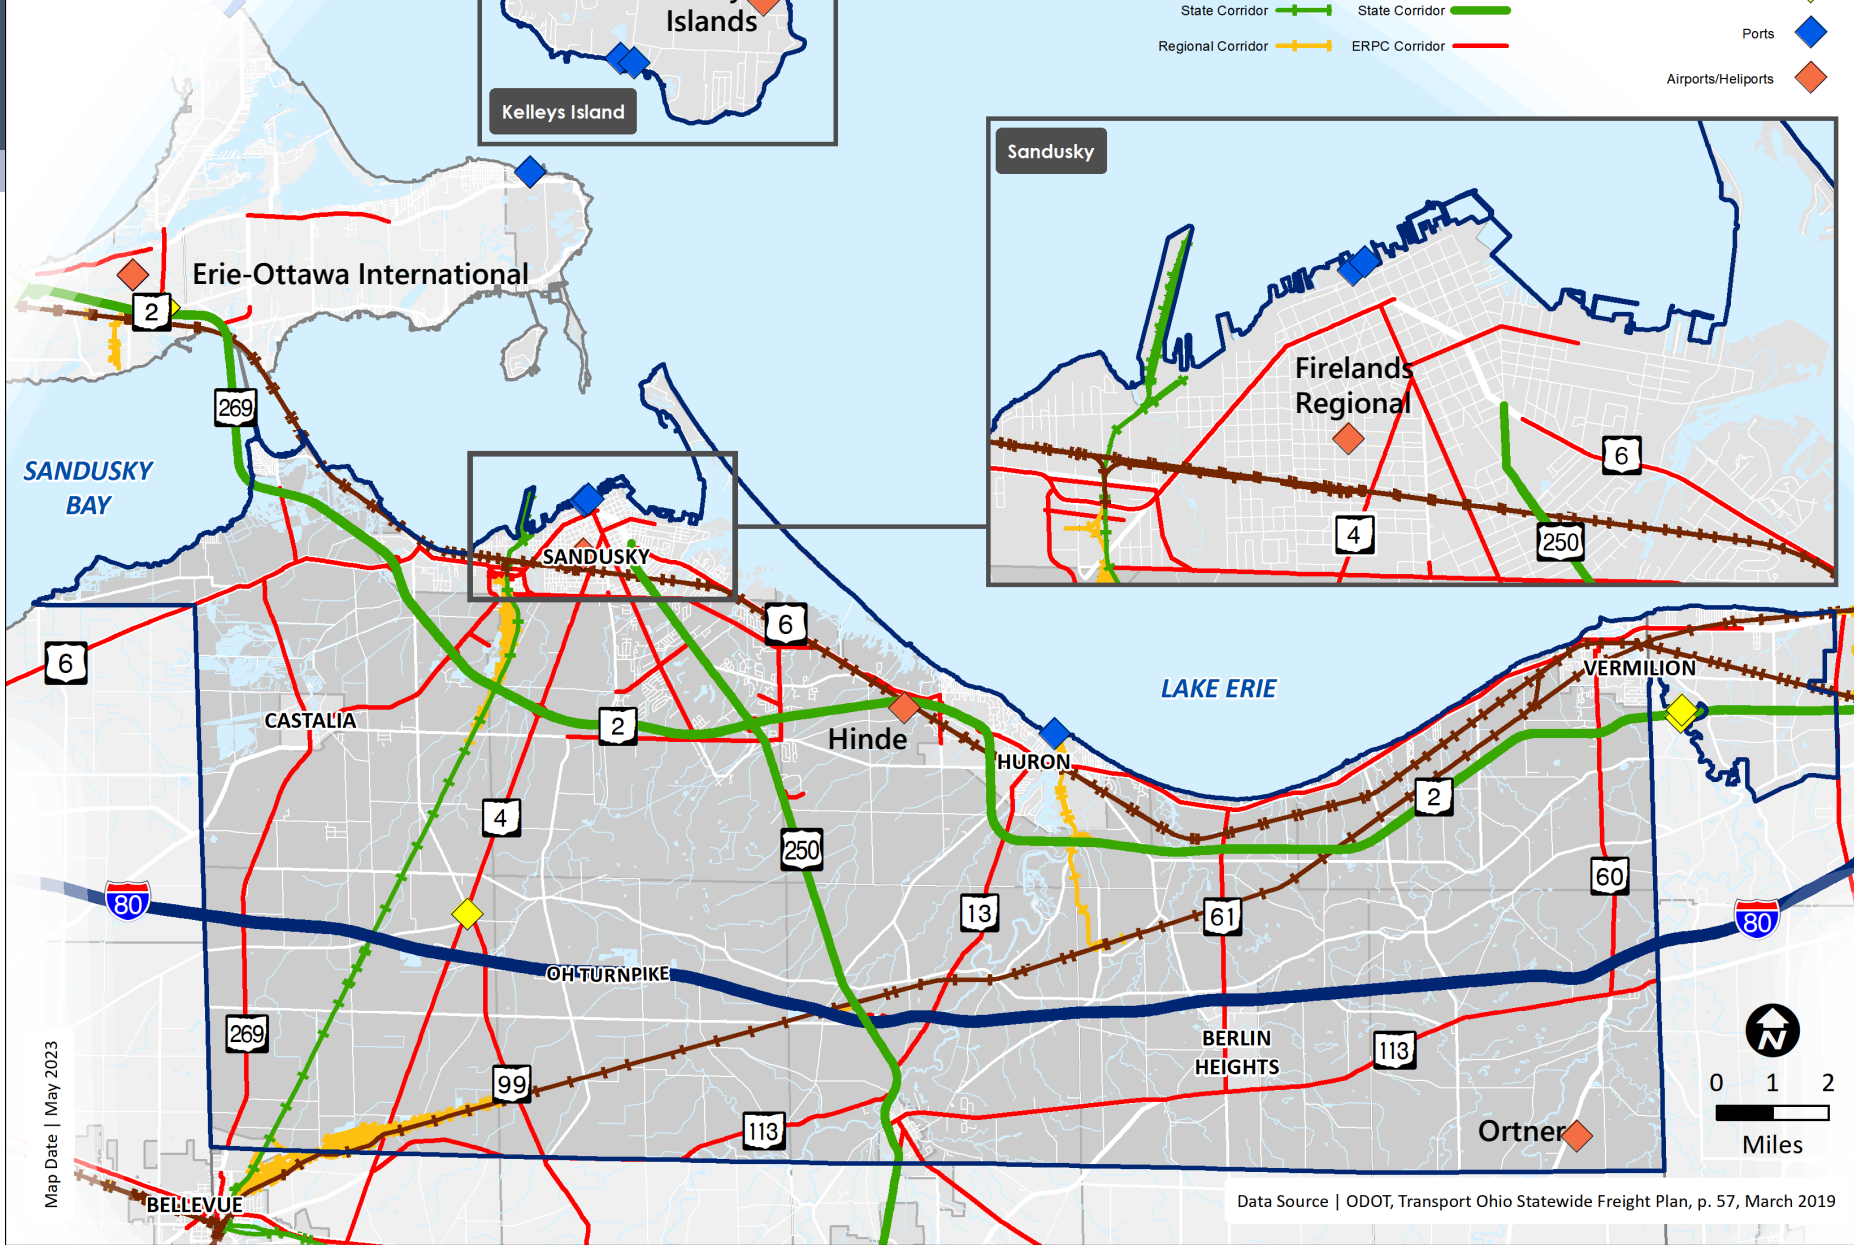 Islands
Kelleys Island
State Corridor
State Corridor
Regional Corridor
ERPC Corridor
Ports
Airports/Heliports
Sandusky
Firelands
Regional
6
4
250
Erie-Ottawa International
2
269
SANDUSKY
BAY
SANDUSKY
6
6
LAKE ERIE
VERMILION
CASTALIA
2
Hinde
HURON
2
4
250
60
80
13
61
80
OH TURNPIKE
269
BERLIN
HEIGHTS
113
99
113
Ortner
BELLEVUE
N
0 1 2
Miles
Map Date | May 2023
Data Source | ODOT, Transport Ohio Statewide Freight Plan, p. 57, March 2019